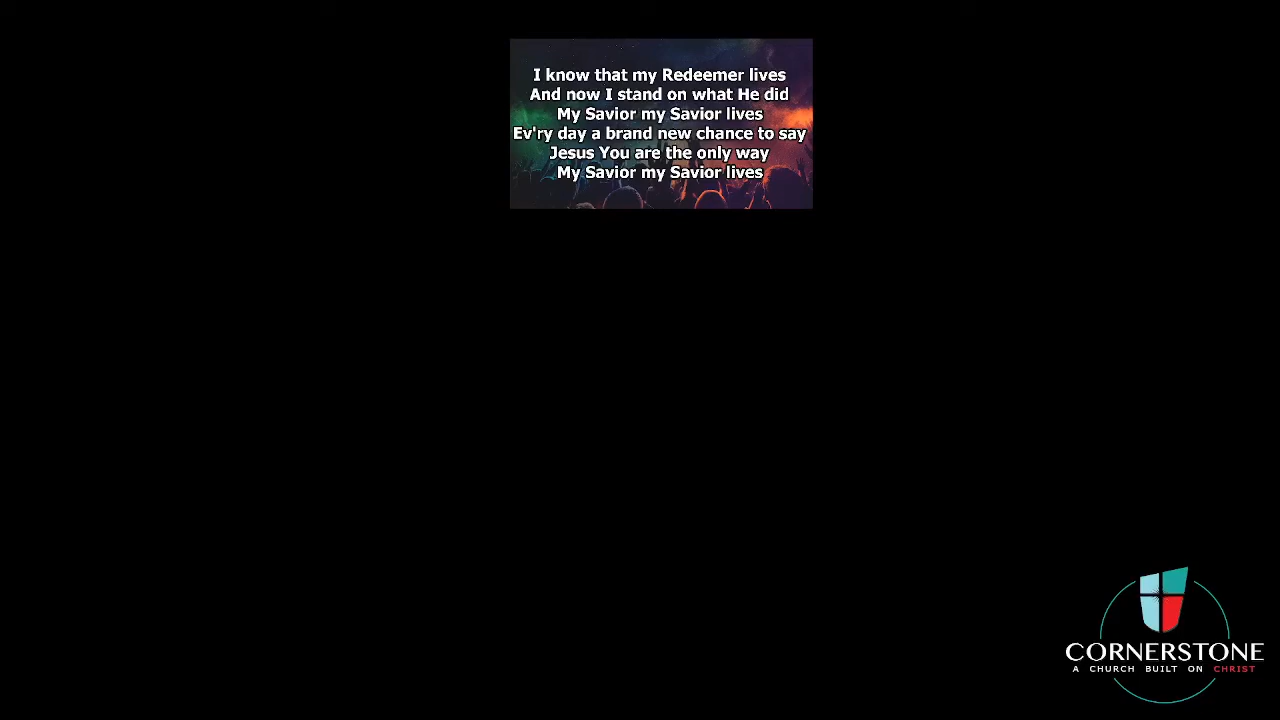 I know that my Redeemer lives
And now I stand on what He did
My Savior my Savior lives
Ev'ry day a brand new chance to say
Jesus You are the only way
My Savior my Savior lives
CORNERSTONE
A CHURCH BUILT ON CHRIST